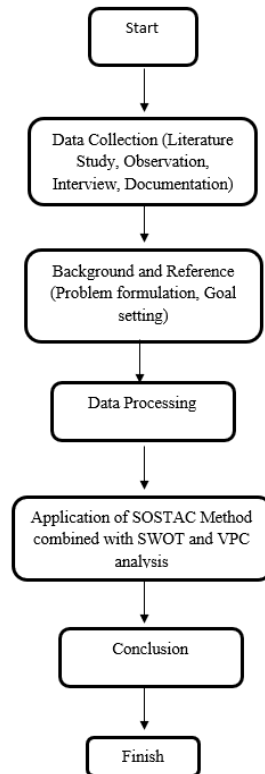 Start
Data Collection (Literature
Study, Observation,
Interview, Documentation)
Background and Reference
(Problem formulation, Goal
setting)
Data Processing
Application of SOSTAC Method
combined with SWOT and VPC
analysis
Conclusion
Finish